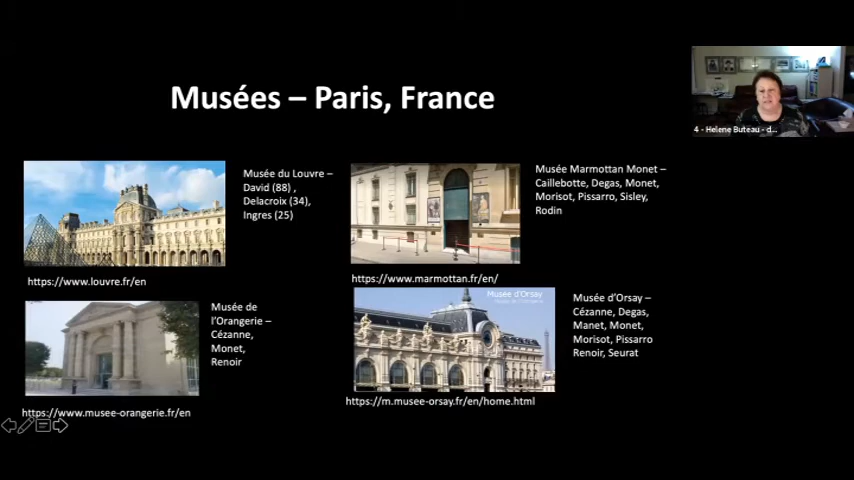 Musées – Paris, France
4 - Helene Buteau - d...
Musée du Louvre –
David (88) ,
Delacroix (34),
Ingres (25)
https://www.louvre.fr/en
Musée Marmottan Monet –
Caillebotte, Degas, Monet,
Morisot, Pissarro, Sisley,
Rodin
https://www.marmottan.fr/en/
Musée de
l'Orangerie –
Cézanne,
Monet,
Renoir
https://www.musee-orangerie.fr/en
Musée d'Orsay
Musée d'Orsay –
Cézanne, Degas,
Manet, Monet,
Morisot, Pissarro
Renoir, Seurat
https://m.musee-orsay.fr/en/home.html